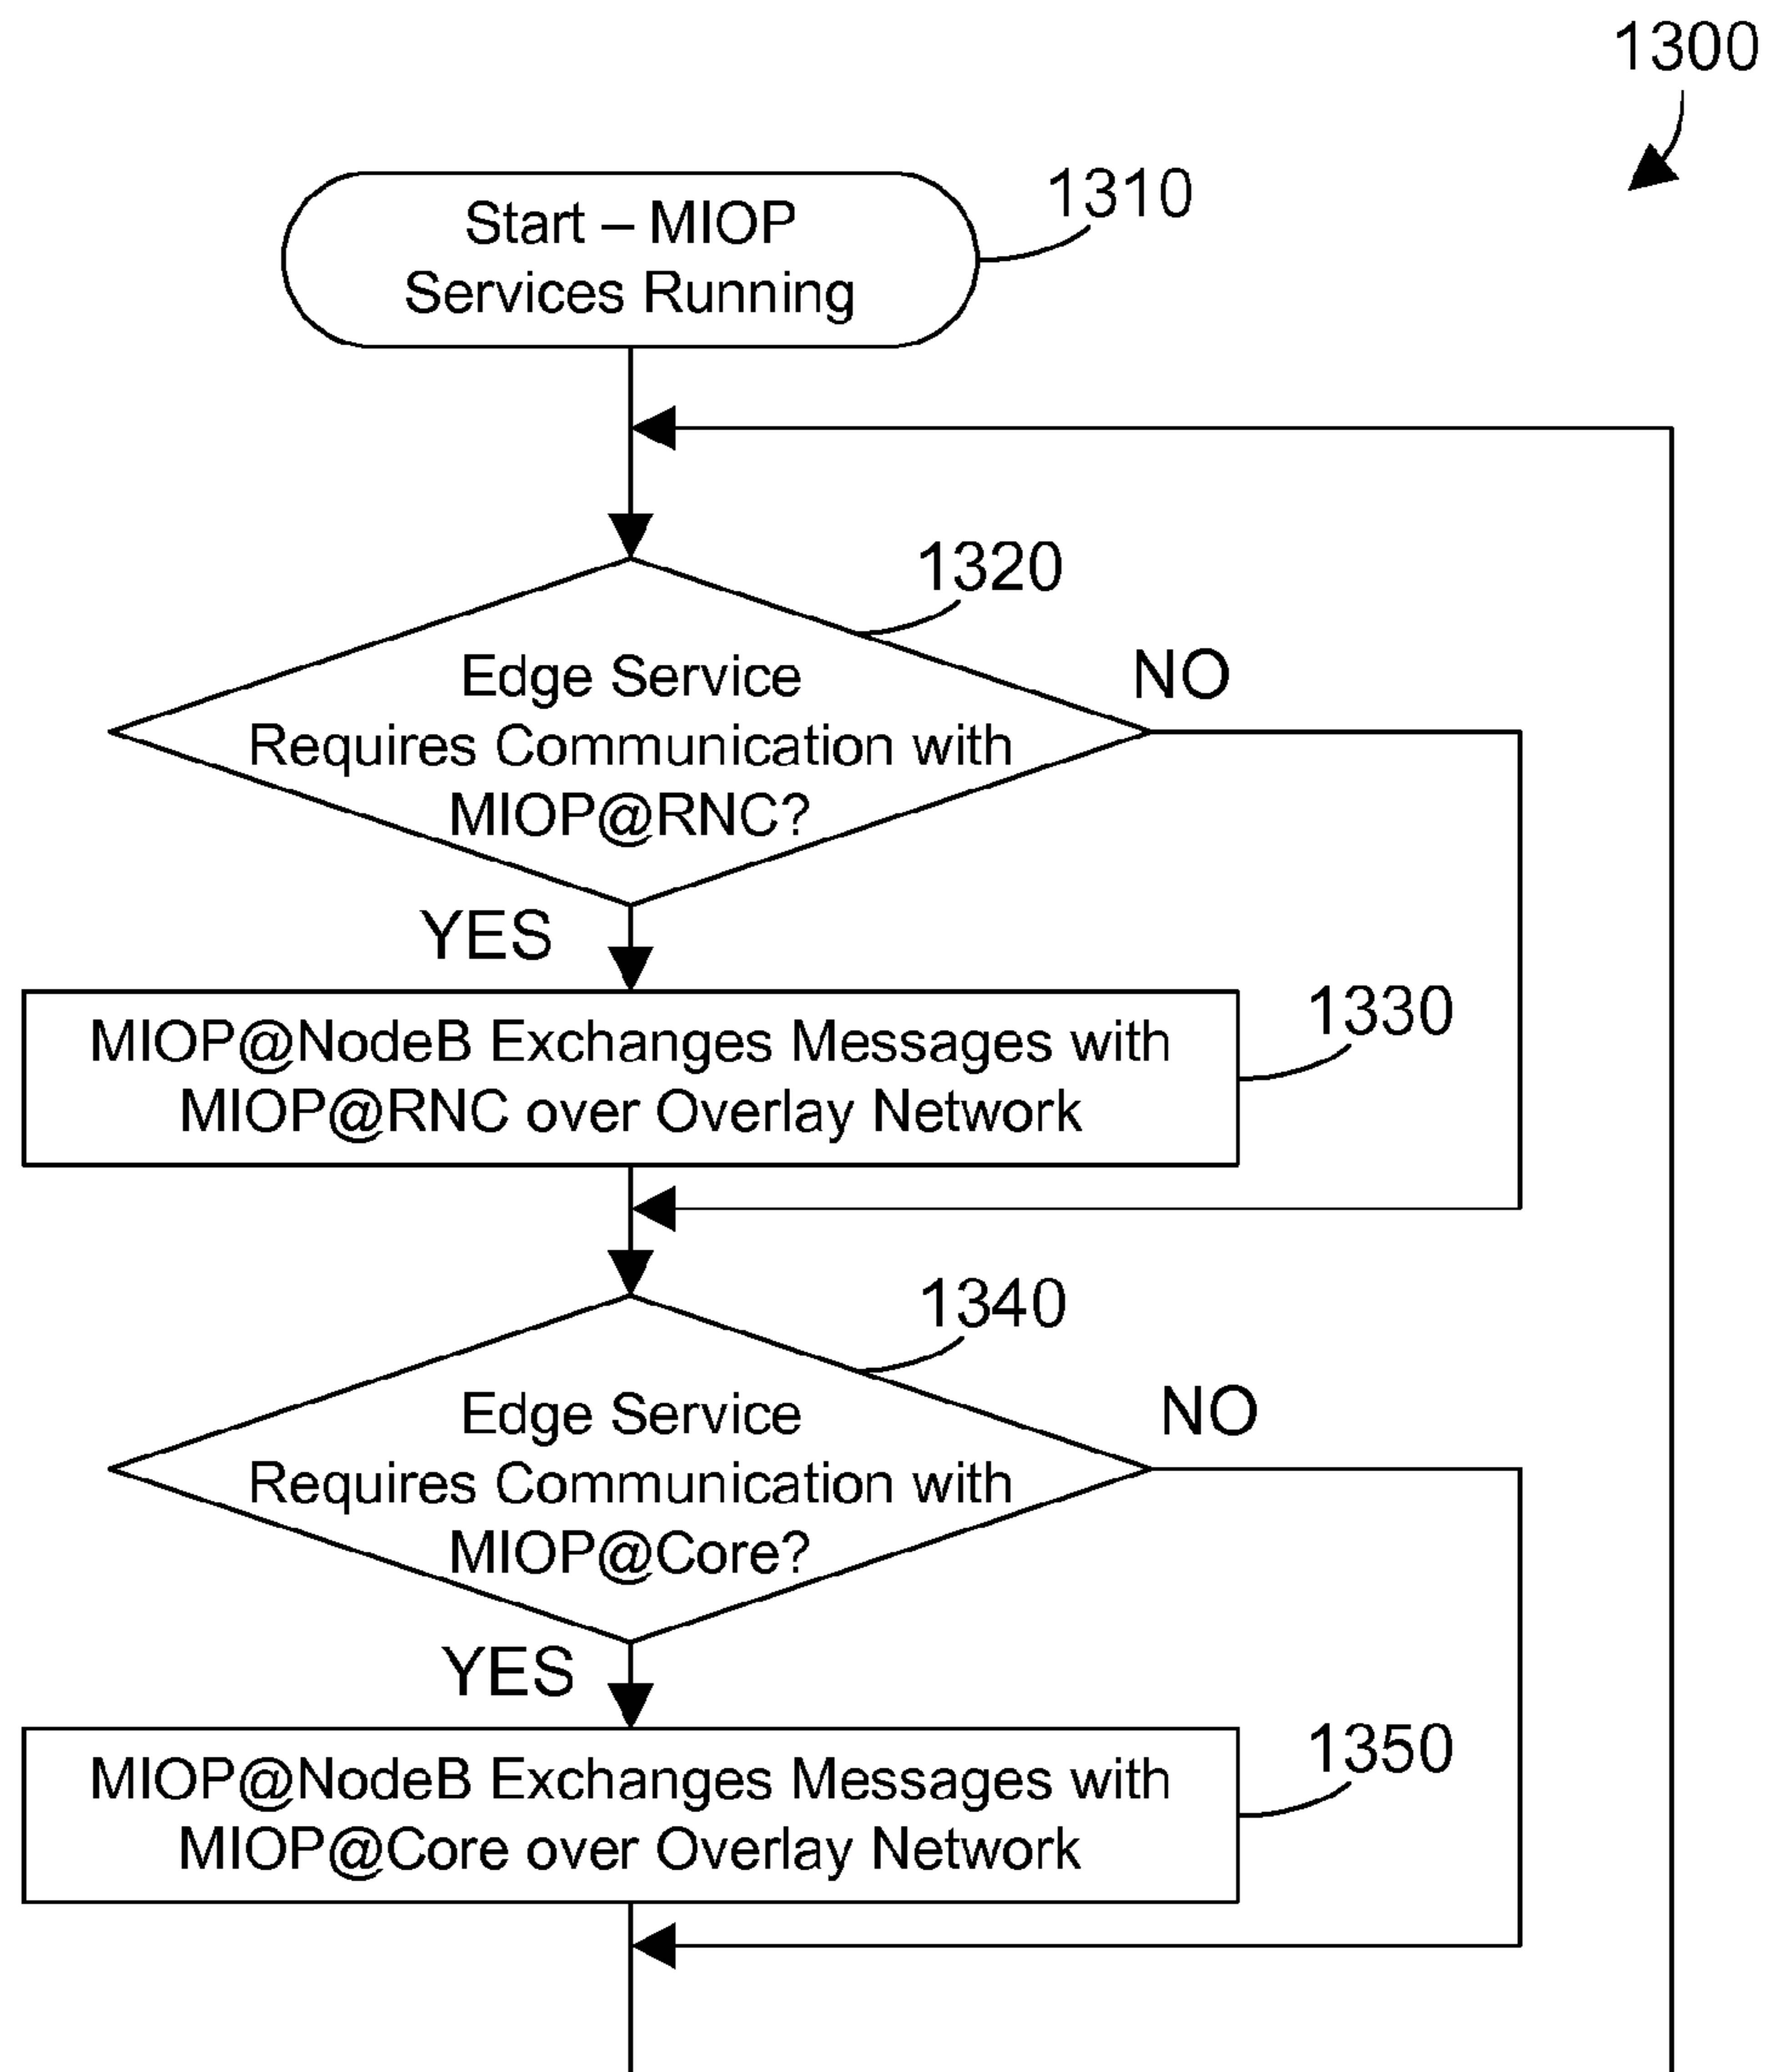 1300
1310
Start – MIOP
Services Running
1320
Edge Service
Requires Communication with
MIOP@RNC?
NO
YES
1330
MIOP@NodeB Exchanges Messages with
MIOP@RNC over Overlay Network
1340
Edge Service
Requires Communication with
MIOP@Core?
NO
YES
1350
MIOP@NodeB Exchanges Messages with
MIOP@Core over Overlay Network